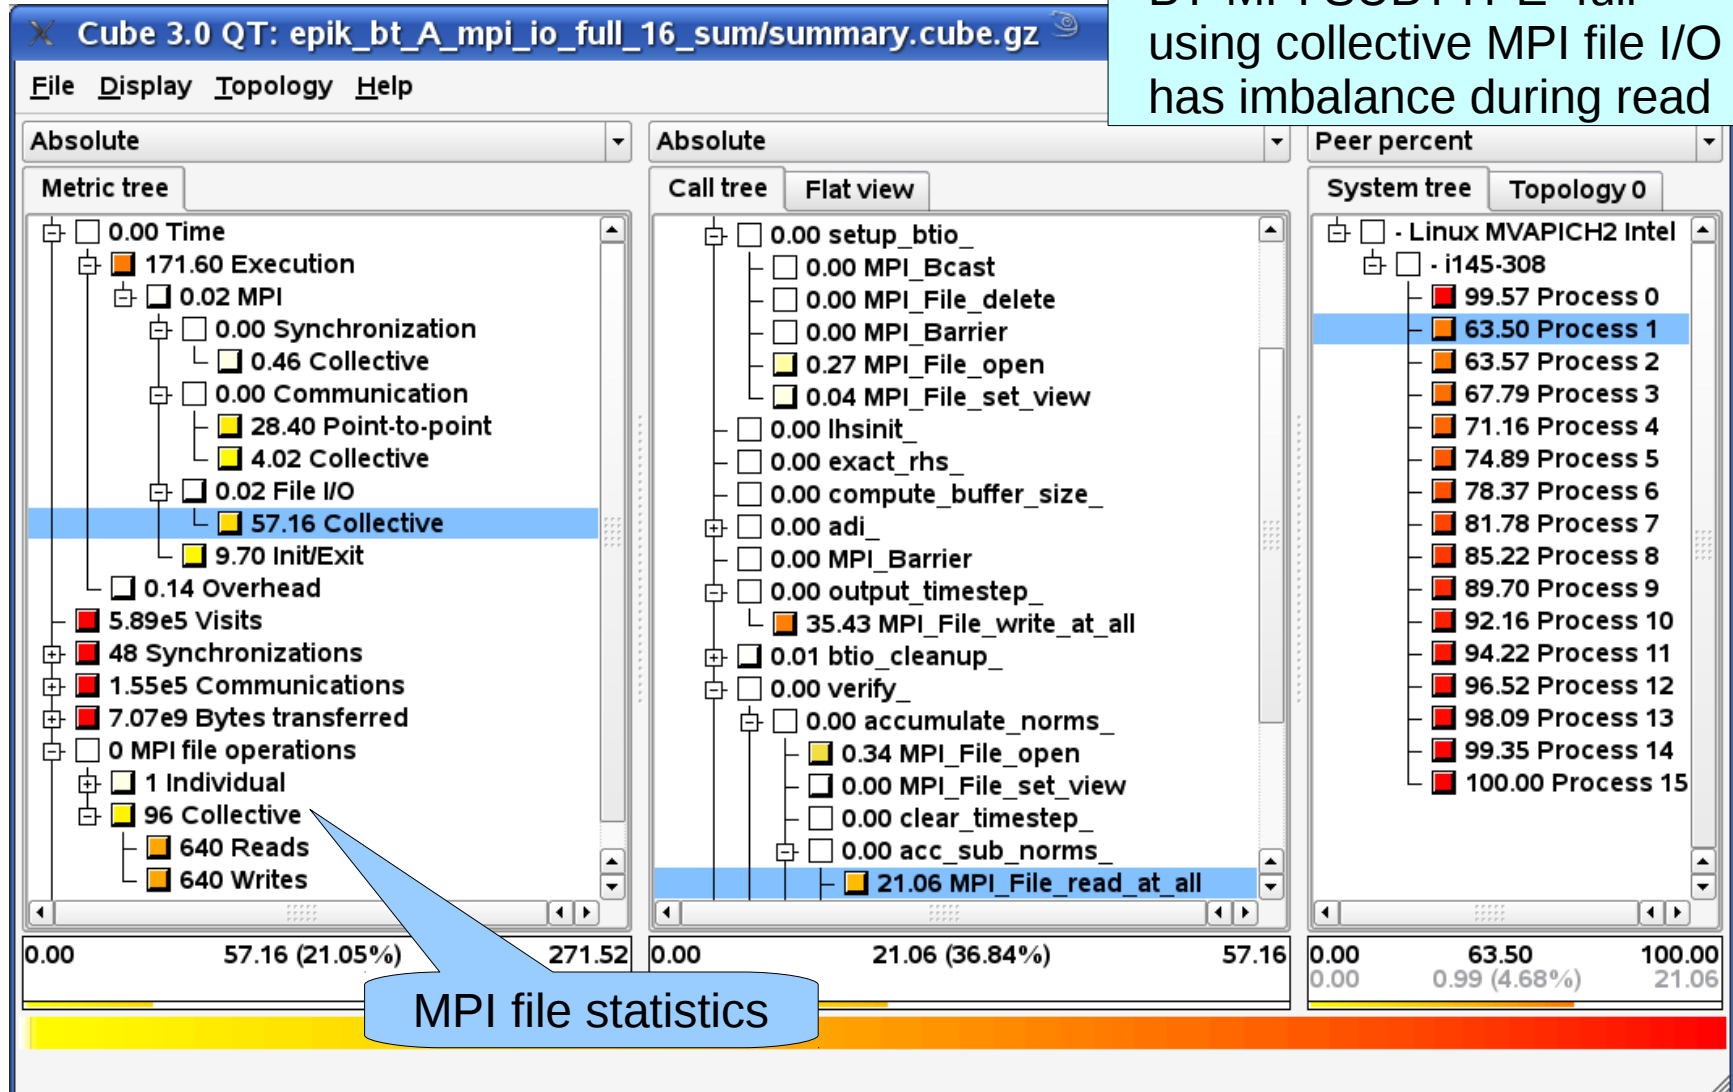 Cube 3.0 QT: epik_bt_A_mpi_io_full_16_sum/summary.cube.gz
using collective MPI file I/O
has imbalance during read
File Display Topology Help
Absolute
Metric tree
0.00 Time
171.60 Execution
0.02 MPI
0.00 Synchronization
0.46 Collective
0.00 Communication
28.40 Point-to-point
4.02 Collective
0.02 File I/O
57.16 Collective
9.70 Init/Exit
0.14 Overhead
5.89e5 Visits
48 Synchronizations
1.55e5 Communications
7.07e9 Bytes transferred
0 MPI file operations
1 Individual
96 Collective
640 Reads
640 Writes
0.00 57.16 (21.05%) 271.52
MPI file statistics
Absolute
Call tree Flat view
0.00 setup_btio_
0.00 MPI_Bcast
0.00 MPI_File_delete
0.00 MPI_Barrier
0.27 MPI_File_open
0.04 MPI_File_set_view
0.00 lhsinit_
0.00 exact_rhs_
0.00 compute_buffer_size_
0.00 adi_
0.00 MPI_Barrier
0.00 output_timestep_
35.43 MPI_File_write_at_all
0.01 btio_cleanup_
0.00 verify_
0.00 accumulate_norms_
0.34 MPI_File_open
0.00 MPI_File_set_view
0.00 clear_timestep_
0.00 acc_sub_norms_
21.06 MPI_File_read_at_all
0.00 21.06 (36.84%) 57.16
Peer percent
System tree Topology 0
- Linux MVAPICH2 Intel
- i145-308
99.57 Process 0
63.50 Process 1
63.57 Process 2
67.79 Process 3
71.16 Process 4
74.89 Process 5
78.37 Process 6
81.78 Process 7
85.22 Process 8
89.70 Process 9
92.16 Process 10
94.22 Process 11
96.52 Process 12
98.09 Process 13
99.35 Process 14
100.00 Process 15
0.00 63.50 100.00
0.00 0.99 (4.68%) 21.06